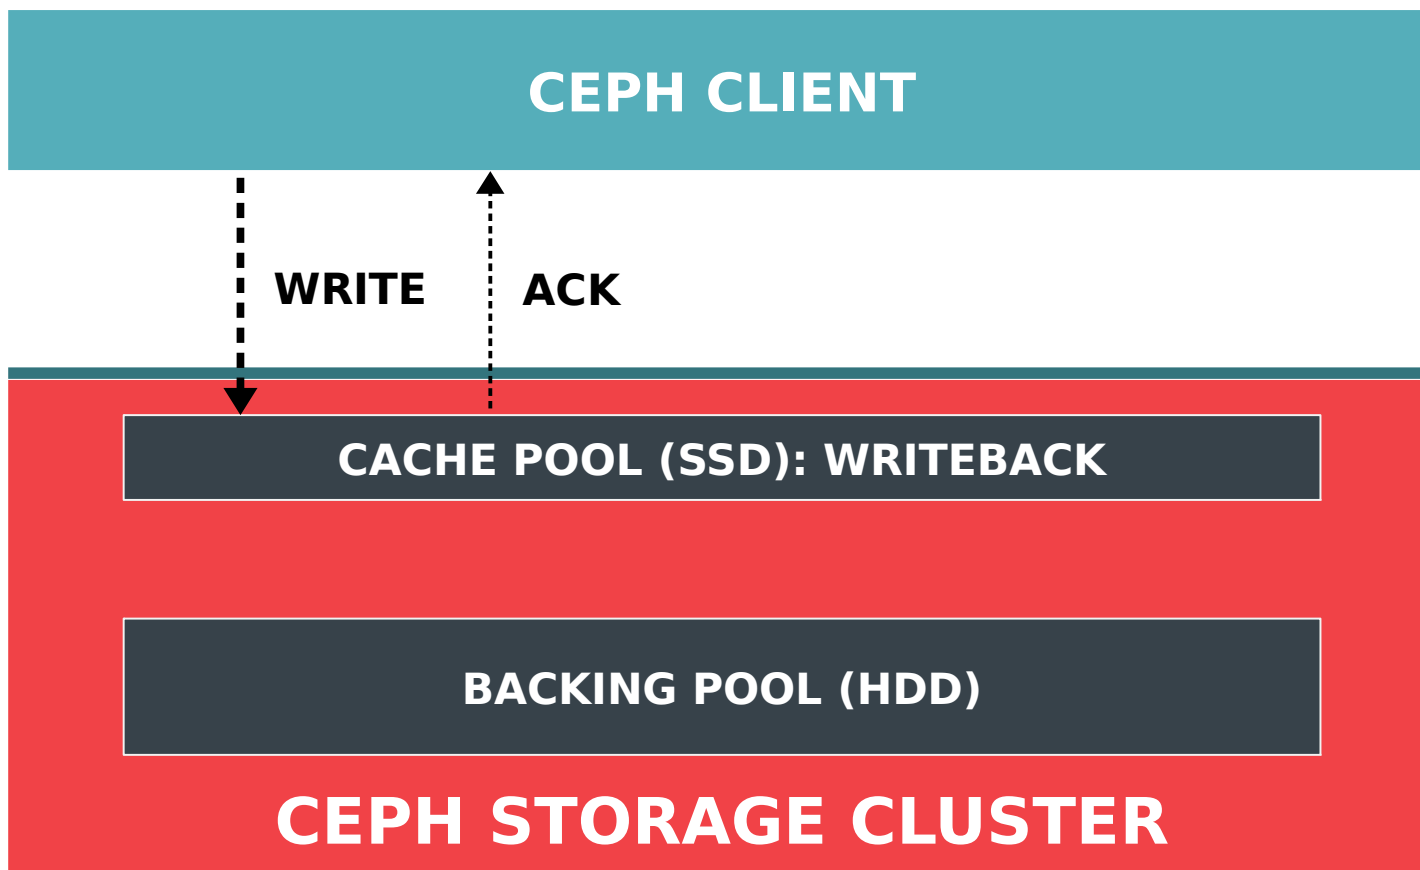 CEPH CLIENT
WRITE
ACK
CACHE POOL (SSD): WRITEBACK
BACKING POOL (HDD)
CEPH STORAGE CLUSTER